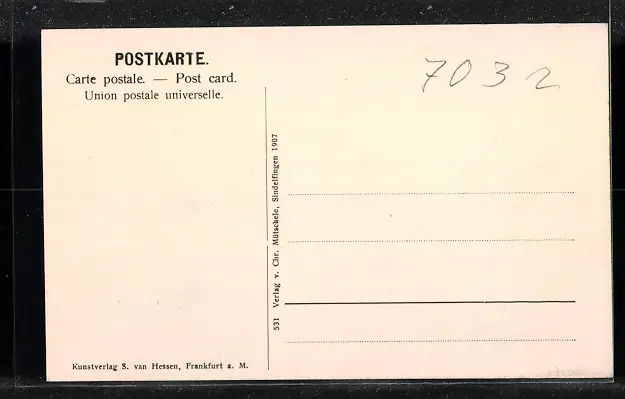 POSTKARTE.
Carte postale. — Post card.
Union postale universelle.
7032
531 Verlag v. Chr. Mütschele, Sindelfingen 1907
Kunstverlag S. van Hessen, Frankfurt a. M.